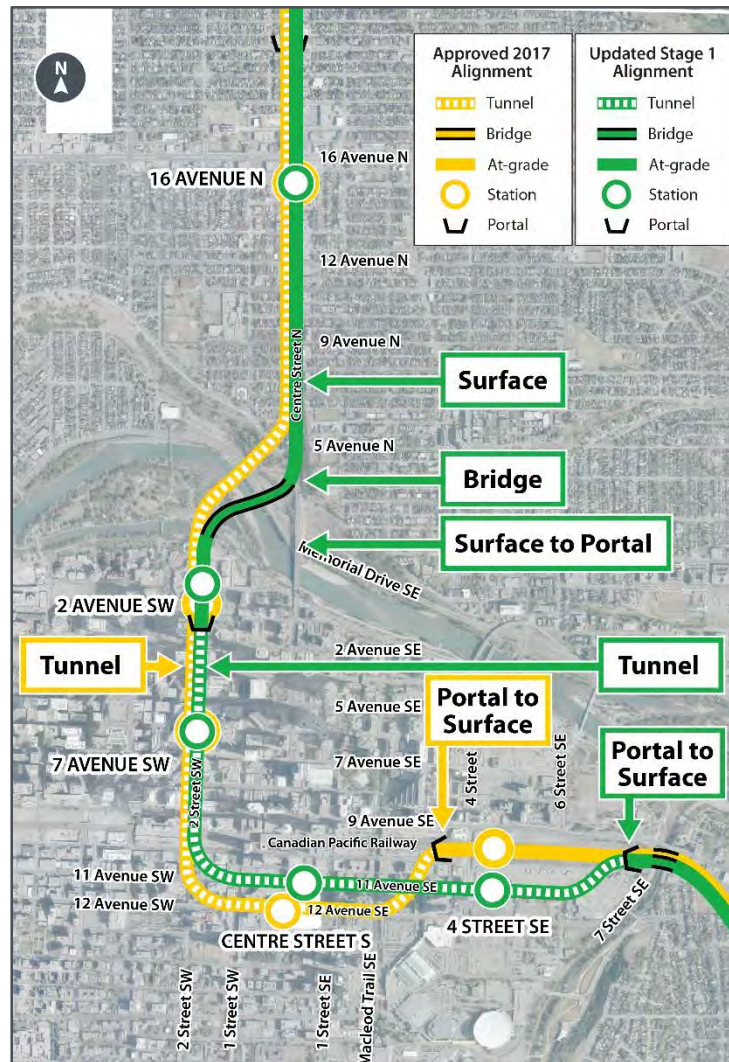 N
Approved 2017
Alignment
Tunnel
Bridge
At-grade
Station
Portal
Updated Stage 1
Alignment
Tunnel
Bridge
At-grade
Station
Portal
16 Avenue N
16 AVENUE N
12 Avenue N
9 Avenue N
Centre Street N
Surface
5 Avenue N
Bridge
Surface to Portal
Memorial Drive SE
2 AVENUE SW
2 Avenue SE
Tunnel
Tunnel
5 Avenue SE
Portal to
Surface
Portal to
Surface
7 AVENUE SW
2 Street SW
7 Avenue SE
4 Street
6 Street SE
9 Avenue SE
Canadian Pacific Railway
11 Avenue SW
11 Avenue SE
12 Avenue SW
12 Avenue SE
7 Street SE
CENTRE STREET S
4 STREET SE
2 Street SW
1 Street SW
1 Street SE
Macleod Trail SE